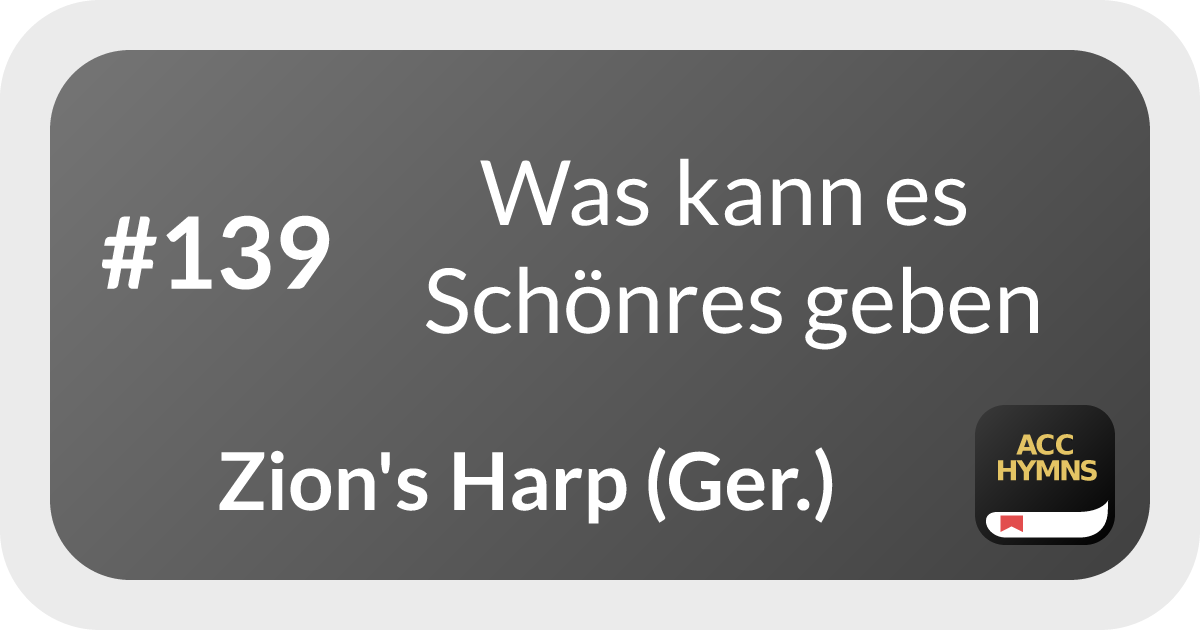 #139
Was kann es
Schönres geben
Zion's Harp (Ger.)
ACC
HYMNS